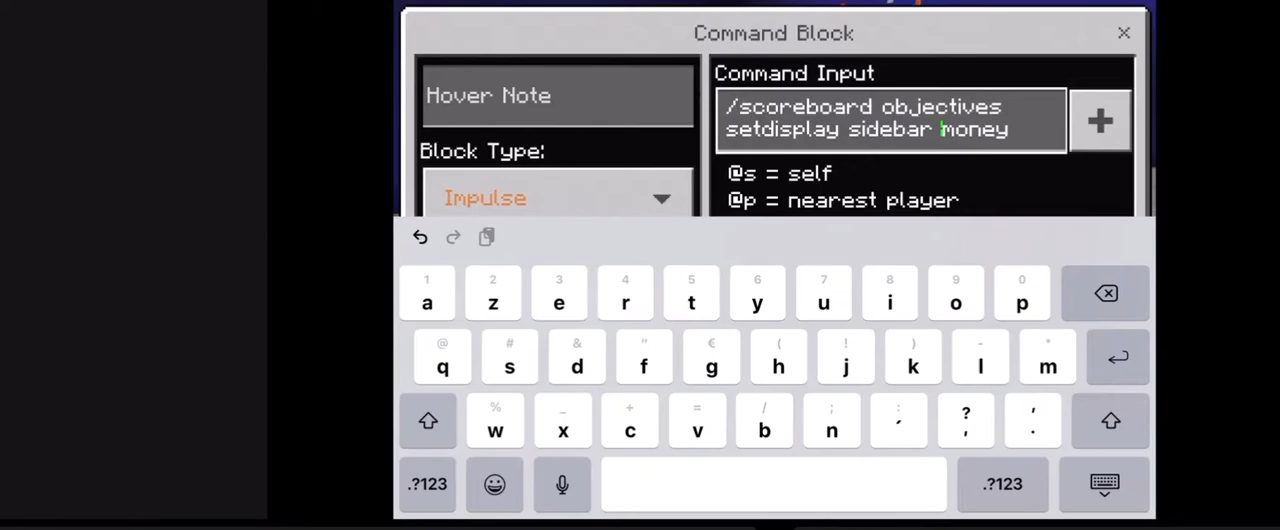 Command Block
Hover Note
Block Type:
Impulse
Command Input
/scoreboard objectives
setdisplay sidebar money
@s = self
@p = nearest player
1 2 3 4 5 6 7 8 9 0
a z e r t y u i o p
@ # & " € ( ! ) - *
q s d f g h j k l m
% _ + = / ; : ? '
w x c v b n ´ , .
.?123 .?123